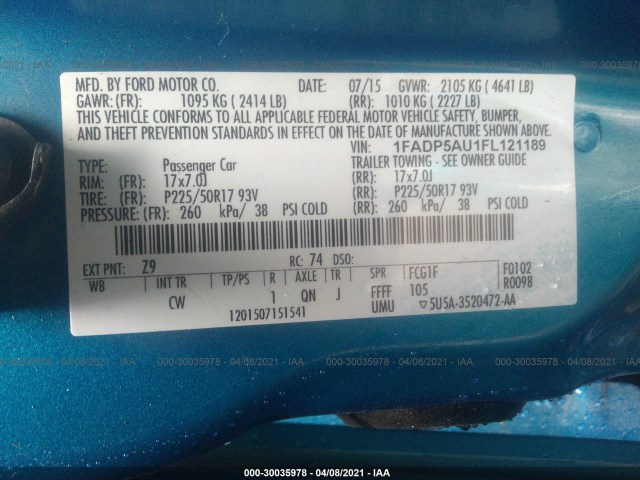 MFD. BY FORD MOTOR CO. DATE: 07/15 GVWR: 2105 KG ( 4641 LB)
GAWR: (FR): 1095 KG ( 2414 LB) (RR): 1010 KG ( 2227 LB)
THIS VEHICLE CONFORMS TO ALL APPLICABLE FEDERAL MOTOR VEHICLE SAFETY, BUMPER,
AND THEFT PREVENTION STANDARDS IN EFFECT ON THE DATE OF MANUFACTURE SHOWN ABOVE.
VIN: 1FADP5AU1FL121189
TYPE: Passenger Car TRAILER TOWING - SEE OWNER GUIDE
RIM: (FR): 17x7.0J (RR): 17x7.0J
TIRE: (FR): P225/50R17 93V (RR): P225/50R17 93V
PRESSURE: (FR): 260 kPa/ 38 PSI COLD (RR): 260 kPa/ 38 PSI COLD
EXT PNT: Z9 RC: 74 DSO:
WB INT TR TP/PS R AXLE TR SPR FCG1F F0102
CW 1 QN J FFFF 105 R0098
1201507151541 UMU ▽5U5A-3520472-AA
000-30035978 - 04/08/2021 - IAA
000-30035978 - 04/08/2021 - IAA
000-30035978 - 04/08/2021 - IAA